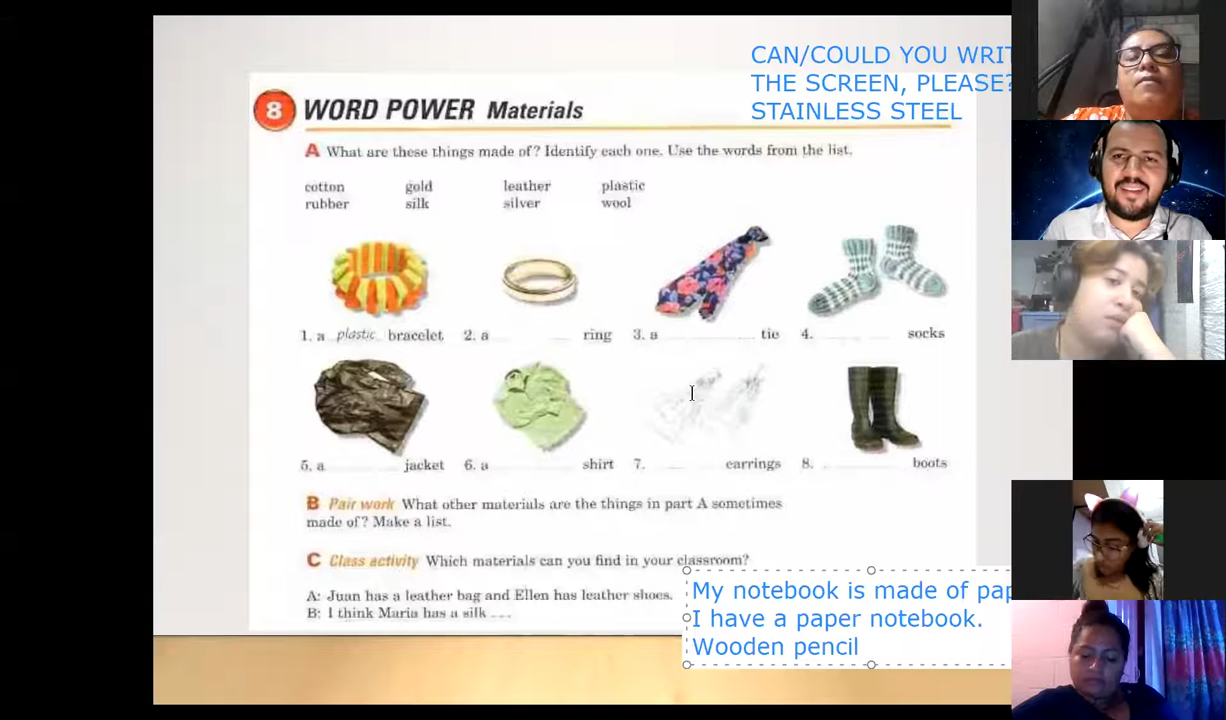 CAN/COULD YOU WRIT
THE SCREEN, PLEASE?
STAINLESS STEEL
8 WORD POWER Materials
A What are these things made of? Identify each one. Use the words from the list.
cotton gold leather plastic
rubber silk silver wool
1. a plastic bracelet 2. a ring 3. a tie 4. socks
5. a jacket 6. a shirt 7. earrings 8. boots
B Pair work What other materials are the things in part A sometimes
made of? Make a list.
C Class activity Which materials can you find in your classroom?
A: Juan has a leather bag and Ellen has leather shoes.
B: I think Maria has a silk ...
My notebook is made of pap
I have a paper notebook.
Wooden pencil